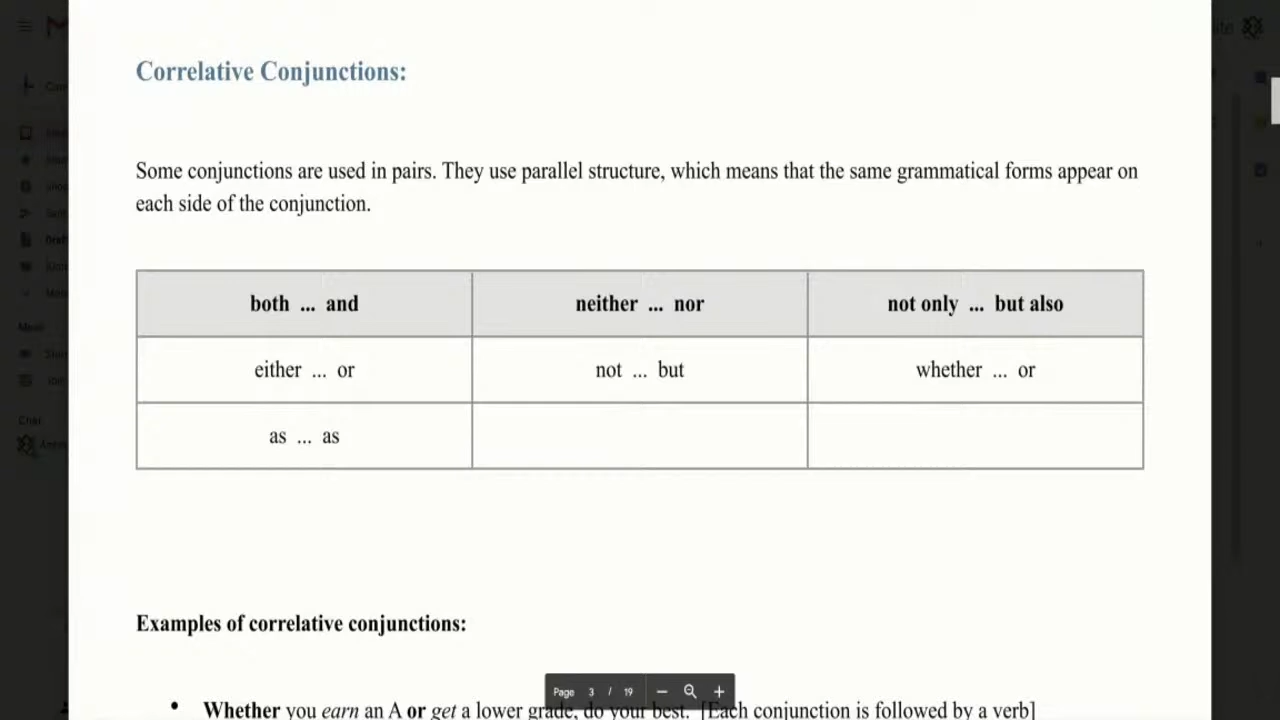 Correlative Conjunctions:
Some conjunctions are used in pairs. They use parallel structure, which means that the same grammatical forms appear on
each side of the conjunction.
both ... and neither ... nor not only ... but also
either ... or not ... but whether ... or
as ... as
Examples of correlative conjunctions:
• Whether you earn an A or get a lower grade, do your best. [Each conjunction is followed by a verb]
Page 3 / 19